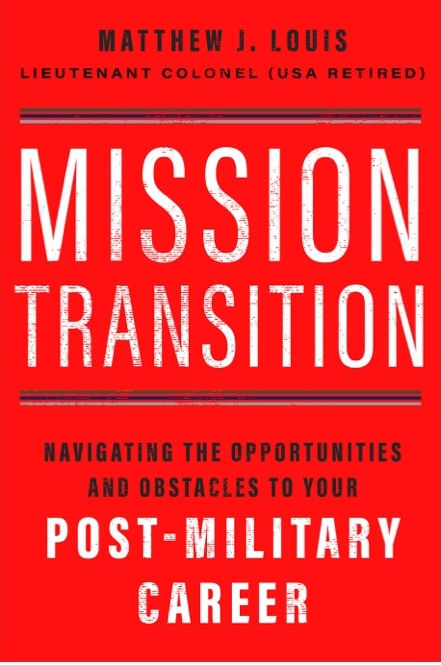 MATTHEW J. LOUIS
LIEUTENANT COLONEL (USA RETIRED)
MISSION
TRANSITION
NAVIGATING THE OPPORTUNITIES
AND OBSTACLES TO YOUR
POST-MILITARY
CAREER